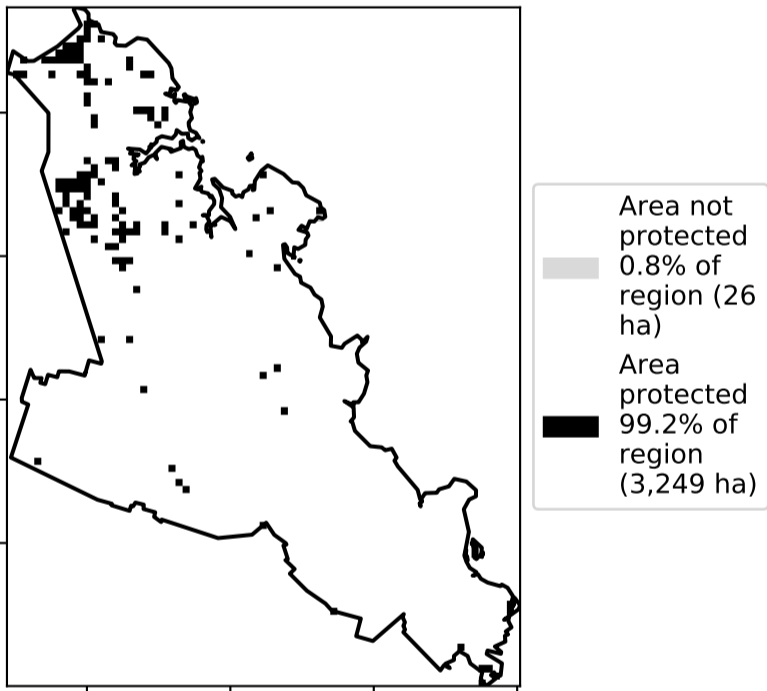 Area not
protected
0.8% of
region (26
ha)
Area
protected
99.2% of
region
(3,249 ha)